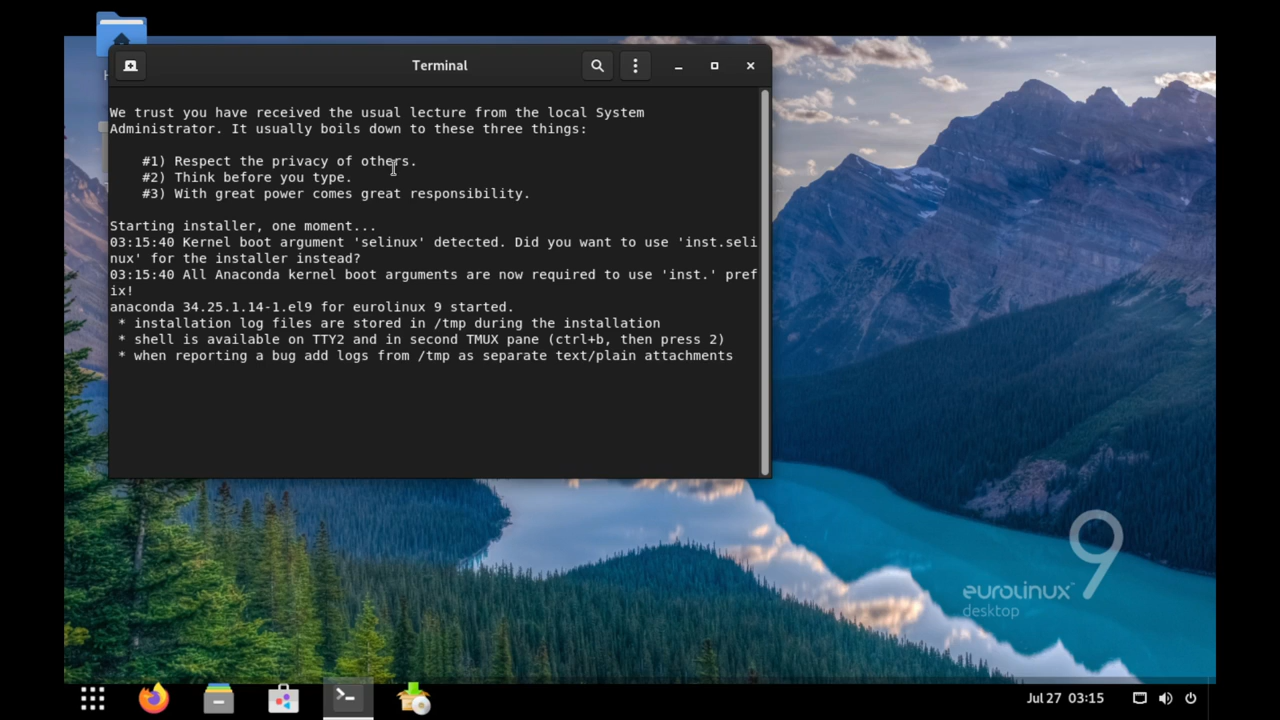 Terminal
We trust you have received the usual lecture from the local System
Administrator. It usually boils down to these three things:
#1) Respect the privacy of others.
#2) Think before you type.
#3) With great power comes great responsibility.
Starting installer, one moment...
03:15:40 Kernel boot argument 'selinux' detected. Did you want to use 'inst.seli
nux' for the installer instead?
03:15:40 All Anaconda kernel boot arguments are now required to use 'inst.' pref
ix!
anaconda 34.25.1.14-1.el9 for eurolinux 9 started.
* installation log files are stored in /tmp during the installation
* shell is available on TTY2 and in second TMUX pane (ctrl+b, then press 2)
* when reporting a bug add logs from /tmp as separate text/plain attachments
eurolinux™ 9
desktop
Jul 27 03:15